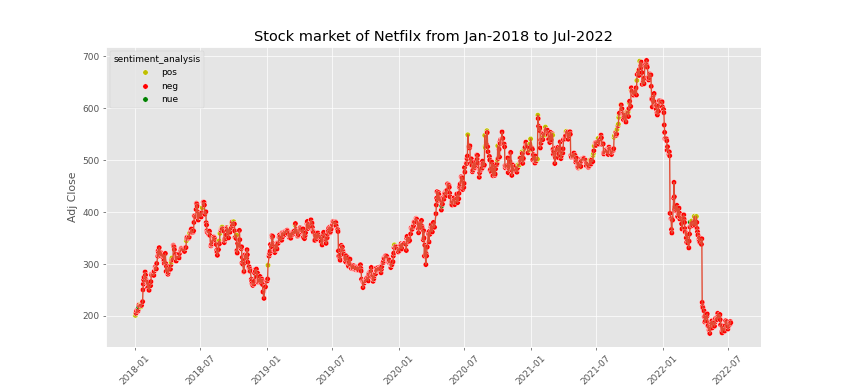 Stock market of Netfilx from Jan-2018 to Jul-2022
sentiment_analysis
pos
neg
nue
Adj Close
700
600
500
400
300
200
2018-01
2018-07
2019-01
2019-07
2020-01
2020-07
2021-01
2021-07
2022-01
2022-07